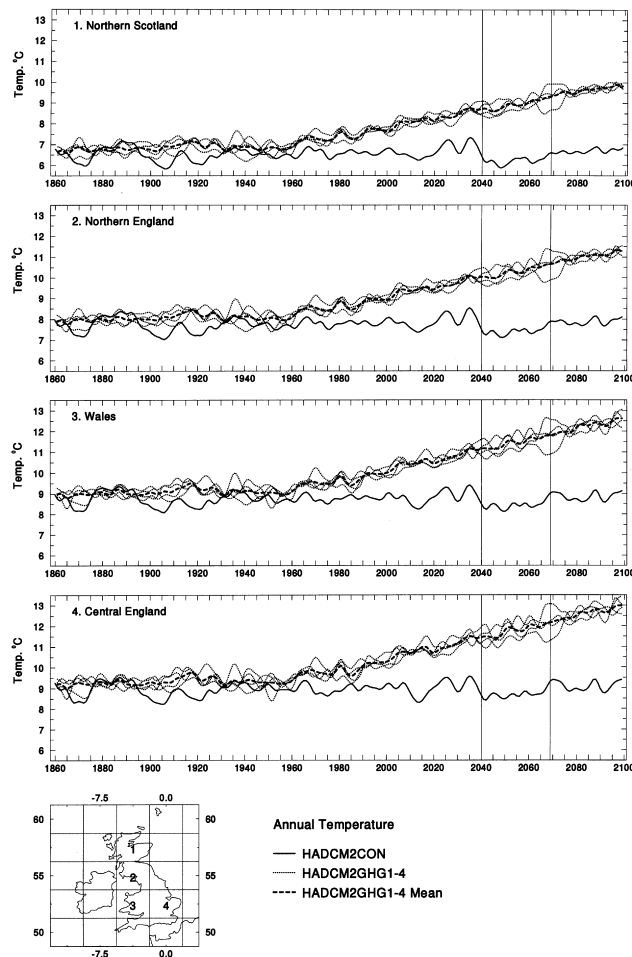 1. Northern Scotland
Temp. °C
13
12
11
10
9
8
7
6
1860 1880 1900 1920 1940 1960 1980 2000 2020 2040 2060 2080 2100
2. Northern England
Temp. °C
13
12
11
10
9
8
7
6
1860 1880 1900 1920 1940 1960 1980 2000 2020 2040 2060 2080 2100
3. Wales
Temp. °C
13
12
11
10
9
8
7
6
1860 1880 1900 1920 1940 1960 1980 2000 2020 2040 2060 2080 2100
4. Central England
Temp. °C
13
12
11
10
9
8
7
6
1860 1880 1900 1920 1940 1960 1980 2000 2020 2040 2060 2080 2100
-7.5 0.0
60 60
55 55
50 50
1
2
3 4
-7.5 0.0
Annual Temperature
HADCM2CON
HADCM2GHG1-4
HADCM2GHG1-4 Mean